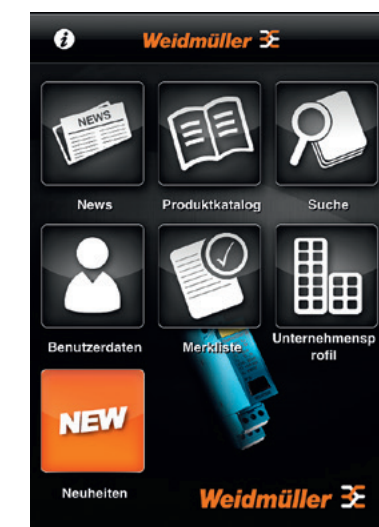 i
Weidmüller
NEWS
News
Produktkatalog
Suche
Benutzerdaten
Merkliste
Unternehmensp
rofil
NEW
Neuheiten
Weidmüller